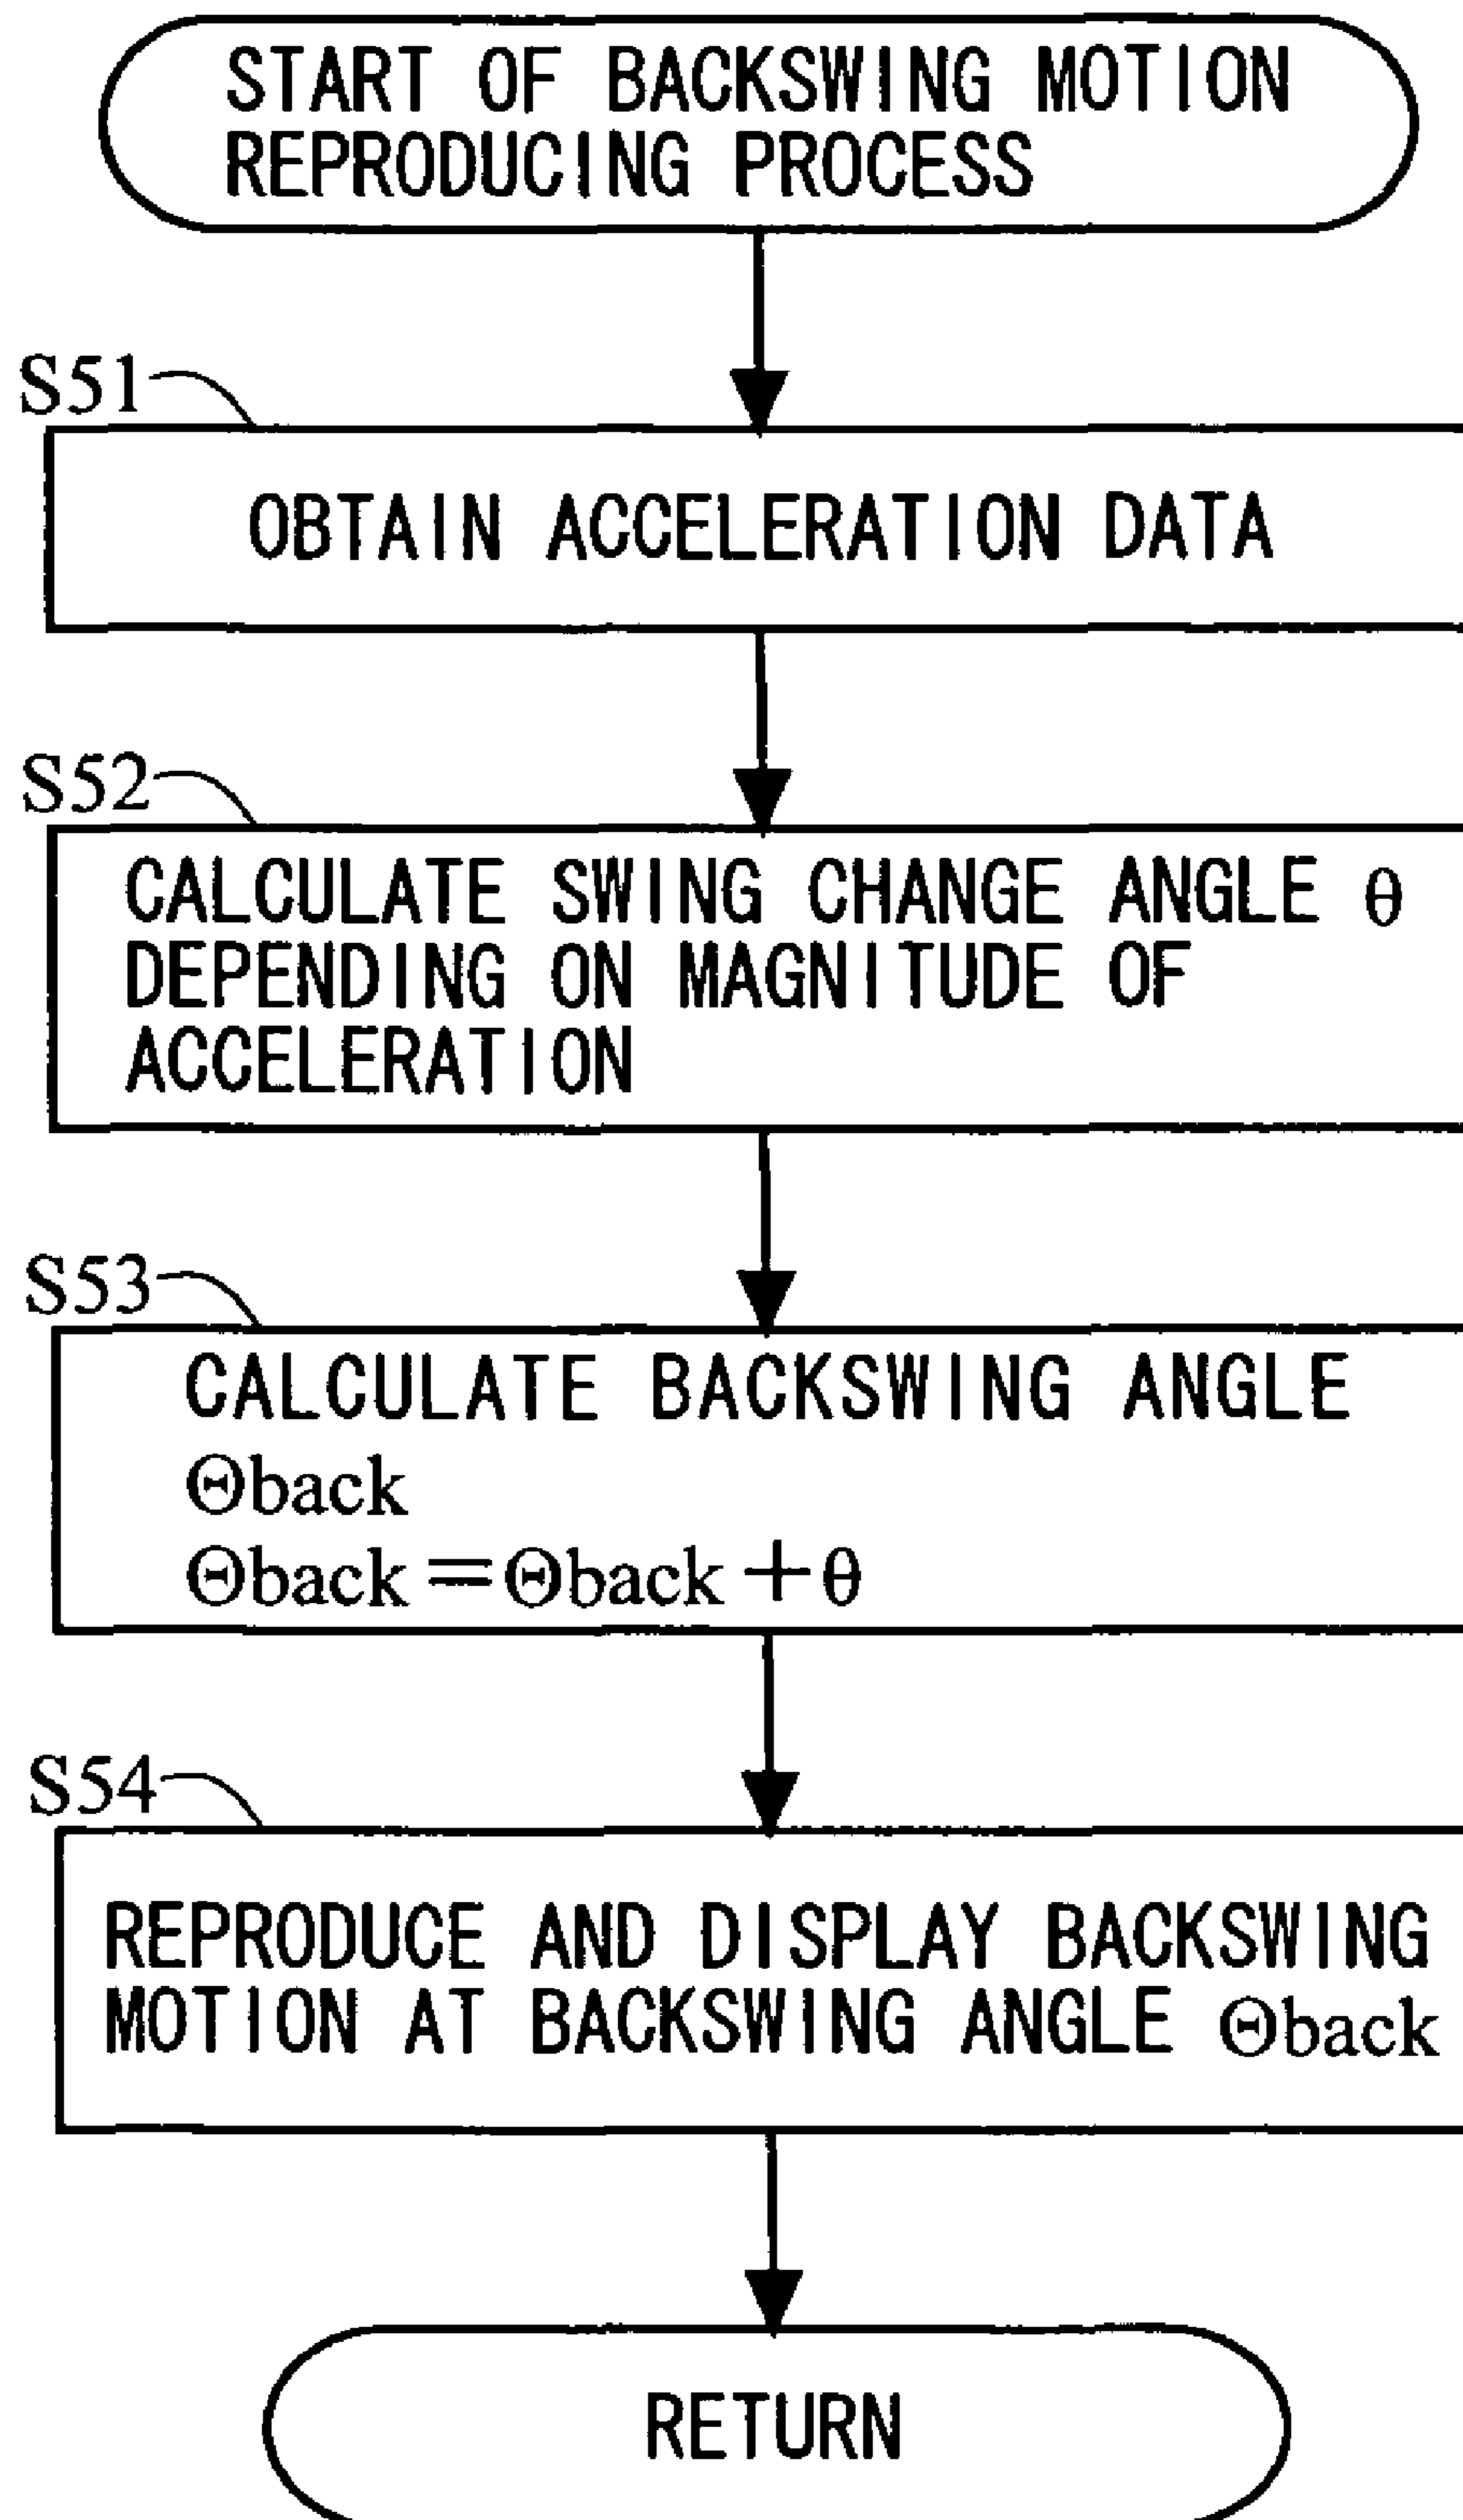 START OF BACKSWING MOTION
REPRODUCING PROCESS
S51
OBTAIN ACCELERATION DATA
S52
CALCULATE SWING CHANGE ANGLE θ
DEPENDING ON MAGNITUDE OF
ACCELERATION
S53
CALCULATE BACKSWING ANGLE
Θback
Θback=Θback+θ
S54
REPRODUCE AND DISPLAY BACKSWING
MOTION AT BACKSWING ANGLE Θback
RETURN